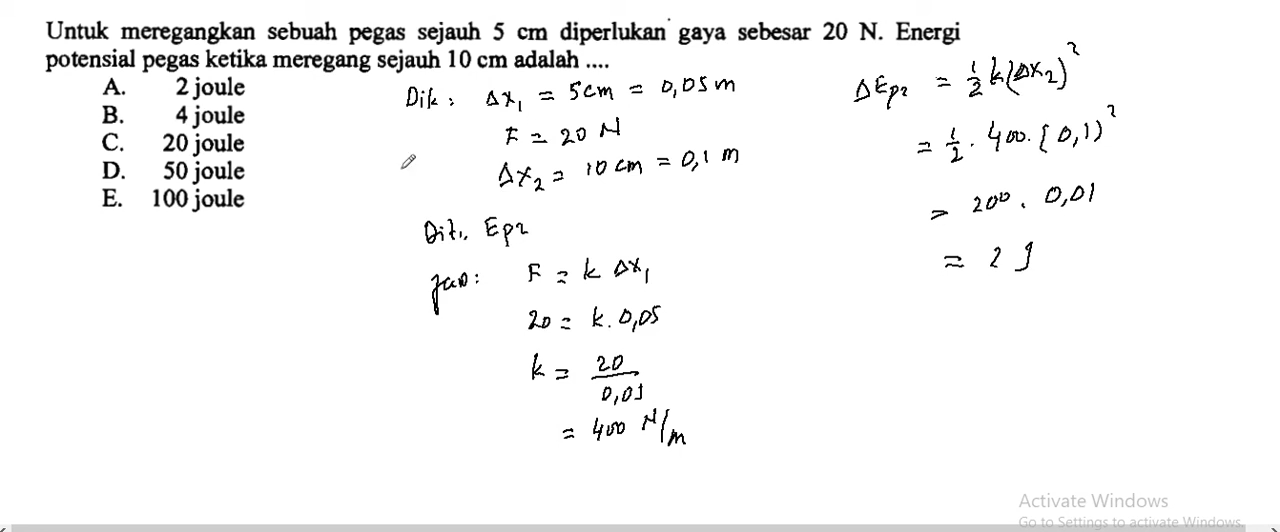 Untuk meregangkan sebuah pegas sejauh 5 cm diperlukan gaya sebesar 20 N. Energi
potensial pegas ketika meregang sejauh 10 cm adalah ....
A. 2 joule
B. 4 joule
C. 20 joule
D. 50 joule
E. 100 joule
Dik: Δx₁ = 5cm = 0,05 m
F = 20 N
Δx₂ = 10 cm = 0,1 m
Dit: Ep₂
Jaw: F = k Δx₁
20 = k. 0,05
k = 20
0,05
= 400 N/m
ΔEp₂ = ½ k(Δx₂)²
= ½ . 400. (0,1)²
= 200 . 0,01
= 2 J
Activate Windows
Go to Settings to activate Windows.